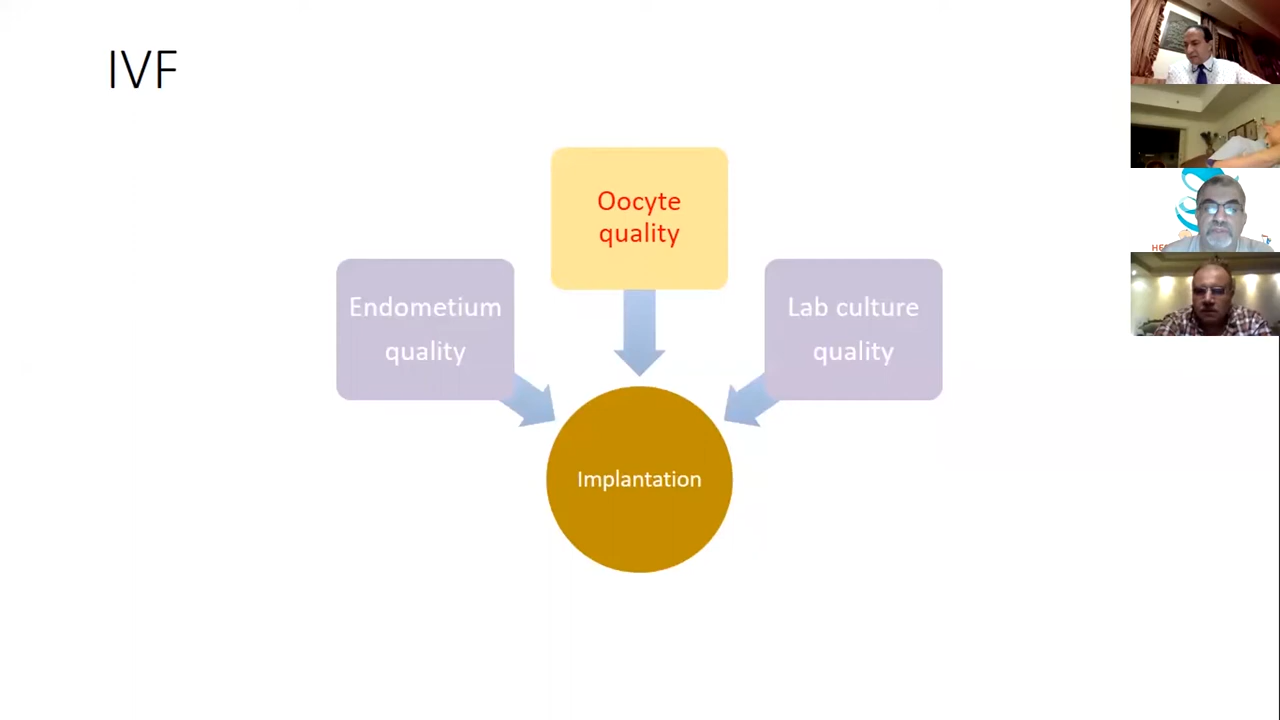 IVF
Oocyte
quality
Endometium
quality
Lab culture
quality
Implantation